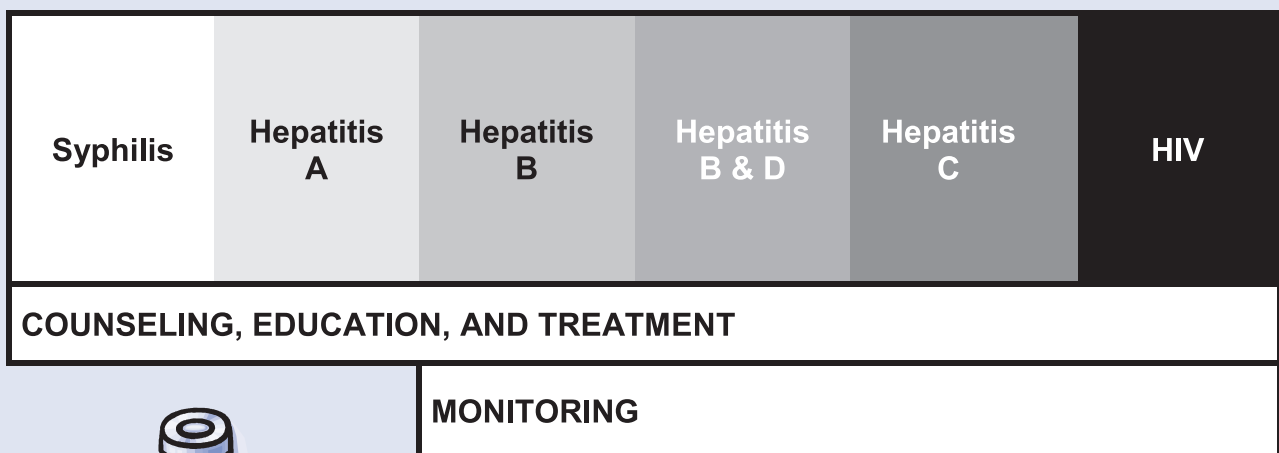 Syphilis
Hepatitis
A
Hepatitis
B
Hepatitis
B & D
Hepatitis
C
HIV
COUNSELING, EDUCATION, AND TREATMENT
MONITORING